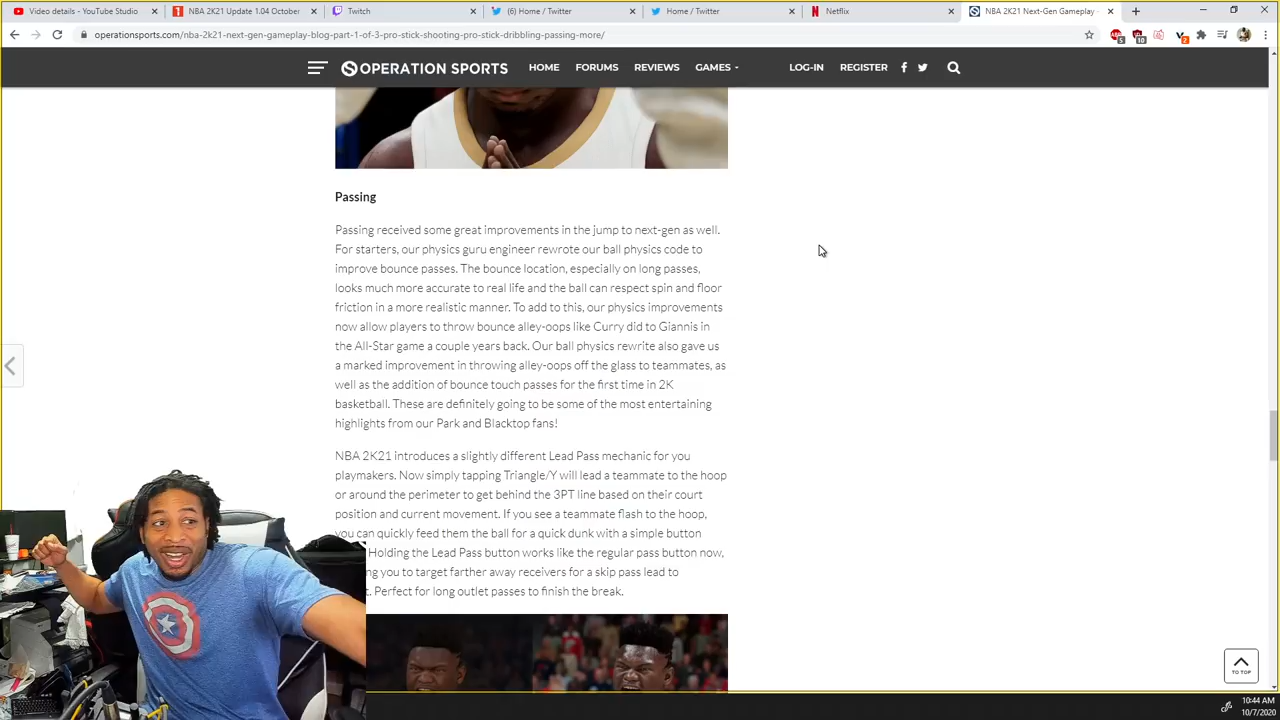 Video details - YouTube Studio
NBA 2K21 Update 1.04 October
Twitch
(6) Home / Twitter
Home / Twitter
Netflix
NBA 2K21 Next-Gen Gameplay
operationsports.com/nba-2k21-next-gen-gameplay-blog-part-1-of-3-pro-stick-shooting-pro-stick-dribbling-passing-more/
OPERATION SPORTS HOME FORUMS REVIEWS GAMES LOG-IN REGISTER
Passing
Passing received some great improvements in the jump to next-gen as well.
For starters, our physics guru engineer rewrote our ball physics code to
improve bounce passes. The bounce location, especially on long passes,
looks much more accurate to real life and the ball can respect spin and floor
friction in a more realistic manner. To add to this, our physics improvements
now allow players to throw bounce alley-oops like Curry did to Giannis in
the All-Star game a couple years back. Our ball physics rewrite also gave us
a marked improvement in throwing alley-oops off the glass to teammates, as
well as the addition of bounce touch passes for the first time in 2K
basketball. These are definitely going to be some of the most entertaining
highlights from our Park and Blacktop fans!
NBA 2K21 introduces a slightly different Lead Pass mechanic for you
playmakers. Now simply tapping Triangle/Y will lead a teammate to the hoop
or around the perimeter to get behind the 3PT line based on their court
position and current movement. If you see a teammate flash to the hoop,
you can quickly feed them the ball for a quick dunk with a simple button
Holding the Lead Pass button works like the regular pass button now,
you to target farther away receivers for a skip pass lead to
Perfect for long outlet passes to finish the break.
TO TOP
10:44 AM
10/7/2020